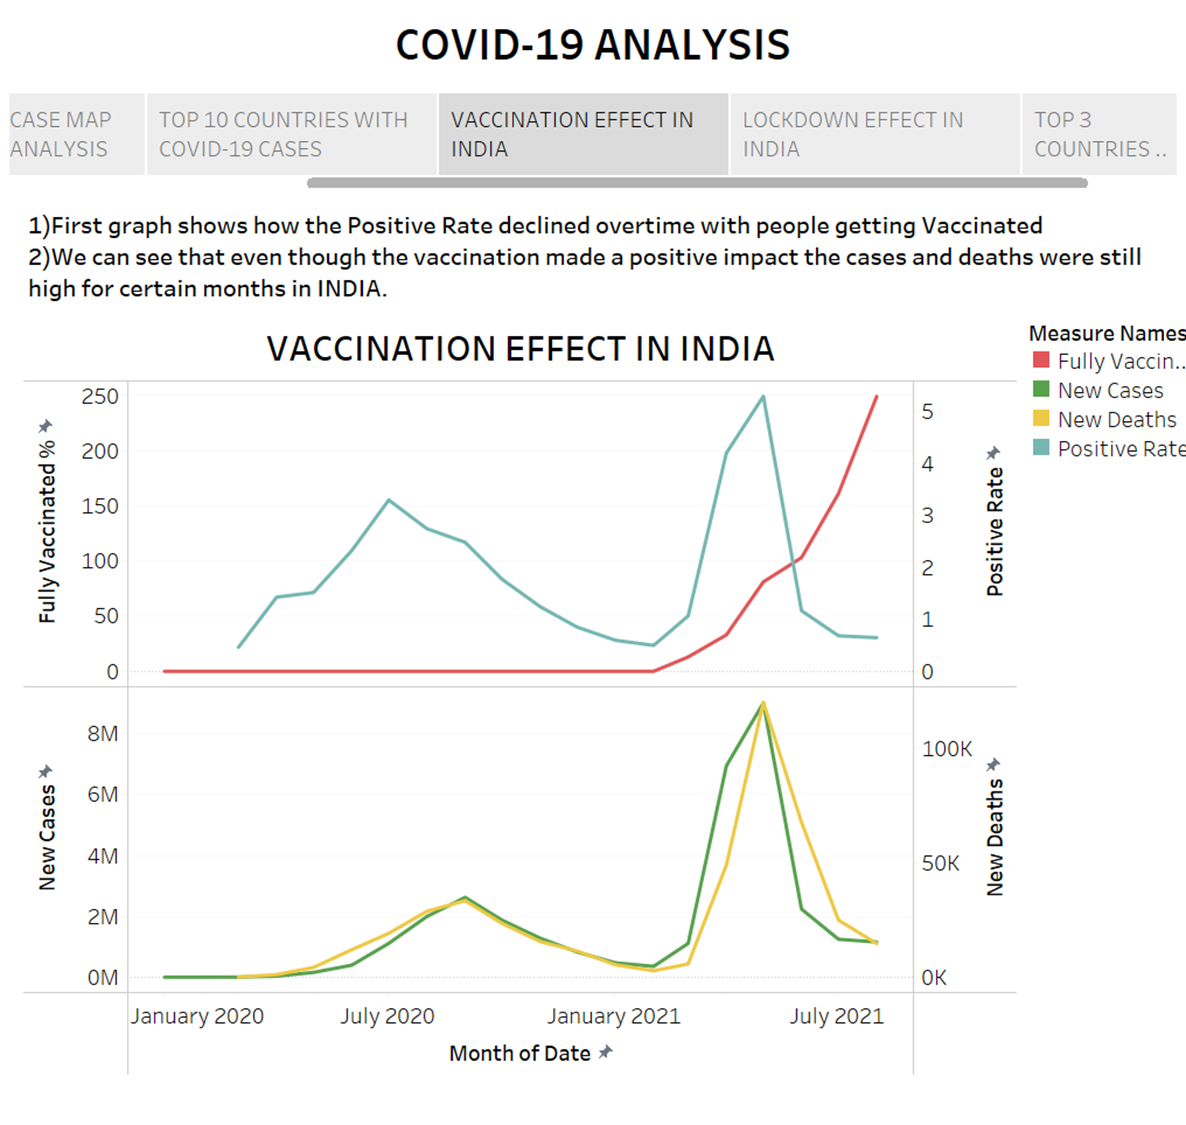 COVID-19 ANALYSIS
CASE MAP
ANALYSIS
TOP 10 COUNTRIES WITH
COVID-19 CASES
VACCINATION EFFECT IN
INDIA
LOCKDOWN EFFECT IN
INDIA
TOP 3
COUNTRIES ..
1)First graph shows how the Positive Rate declined overtime with people getting Vaccinated
2)We can see that even though the vaccination made a positive impact the cases and deaths were still
high for certain months in INDIA.
VACCINATION EFFECT IN INDIA
Measure Names
Fully Vaccin..
New Cases
New Deaths
Positive Rate
Fully Vaccinated %
250
200
150
100
50
0
5
4
3
2
1
0
Positive Rate
New Cases
8M
6M
4M
2M
0M
100K
50K
0K
New Deaths
January 2020
July 2020
January 2021
July 2021
Month of Date